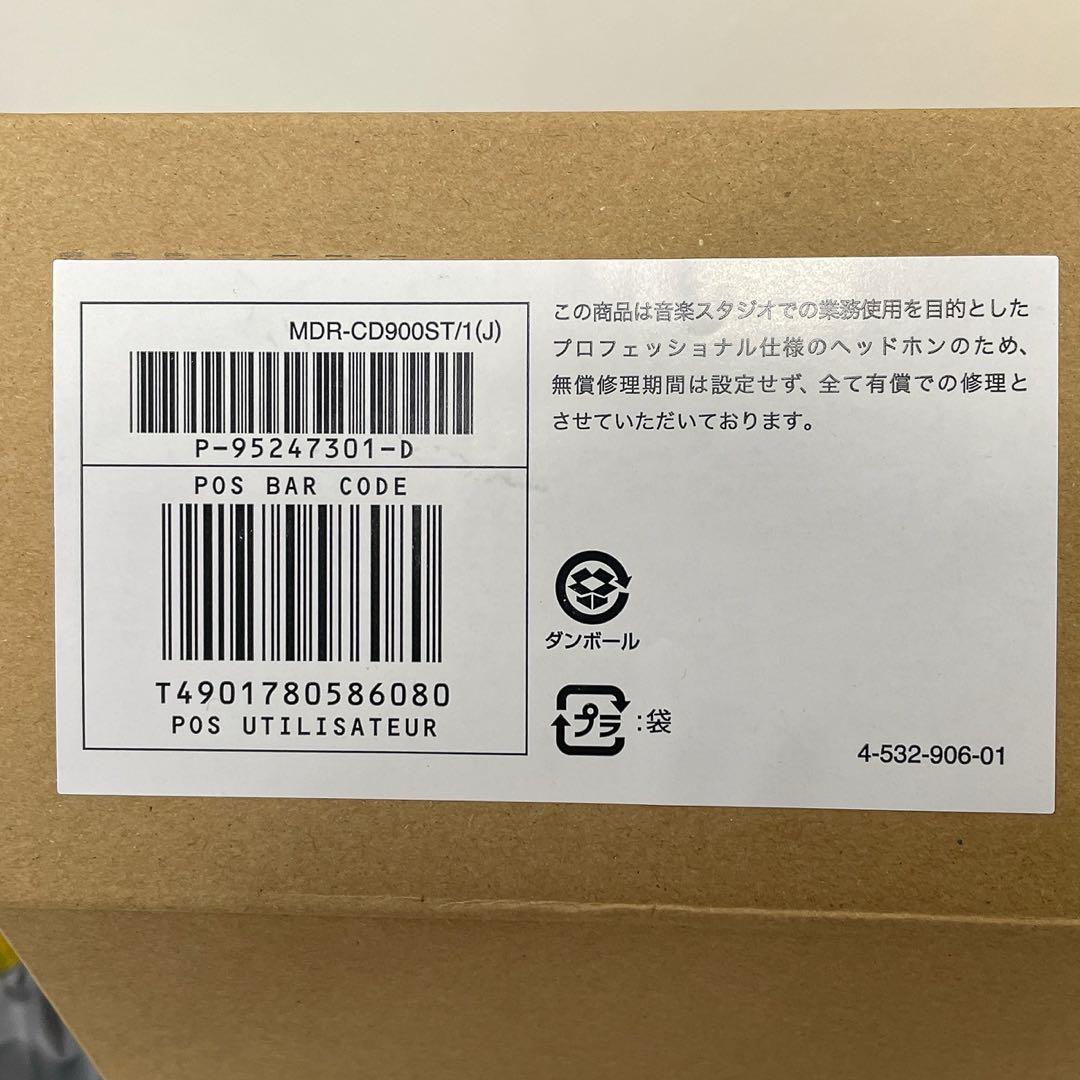 MDR-CD900ST/1(J)
P-95247301-D
POS BAR CODE
T4901780586080
POS UTILISATEUR
この商品は音楽スタジオでの業務使用を目的とした
プロフェッショナル仕様のヘッドホンのため、
無償修理期間は設定せず、全て有償での修理と
させていただいております。
ダンボール
プラ:袋
4-532-906-01